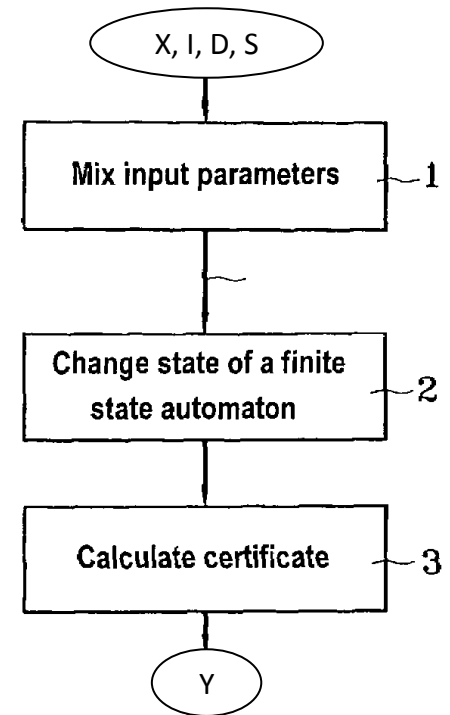 X, I, D, S
Mix input parameters
1
Change state of a finite
state automaton
2
Calculate certificate
3
Y